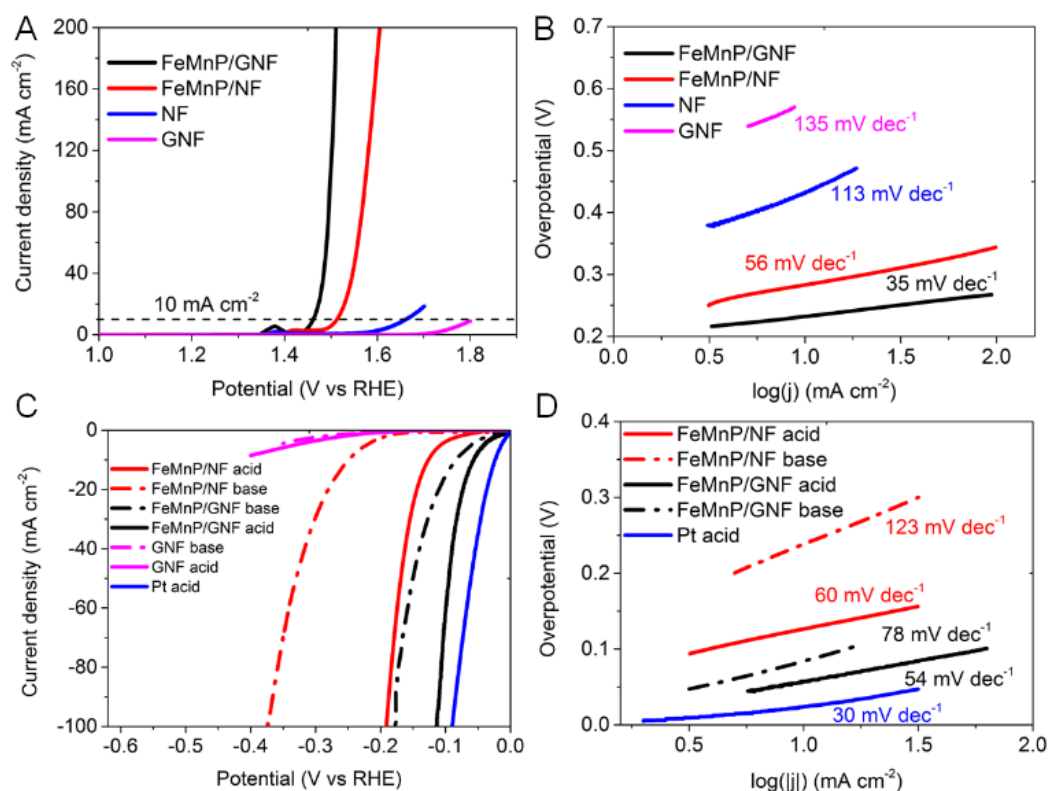 A
200
160
120
80
40
0
Current density (mA cm⁻²)
FeMnP/GNF
FeMnP/NF
NF
GNF
10 mA cm⁻²
1.0
1.2
1.4
1.6
1.8
Potential (V vs RHE)
B
0.7
0.6
0.5
0.4
0.3
0.2
Overpotential (V)
FeMnP/GNF
FeMnP/NF
NF
GNF
135 mV dec⁻¹
113 mV dec⁻¹
56 mV dec⁻¹
35 mV dec⁻¹
0.0
0.5
1.0
1.5
2.0
log(j) (mA cm⁻²)
C
0
-20
-40
-60
-80
-100
Current density (mA cm⁻²)
FeMnP/NF acid
FeMnP/NF base
FeMnP/GNF base
FeMnP/GNF acid
GNF base
GNF acid
Pt acid
-0.6
-0.5
-0.4
-0.3
-0.2
-0.1
0.0
Potential (V vs RHE)
D
0.4
0.3
0.2
0.1
0.0
Overpotential (V)
FeMnP/NF acid
FeMnP/NF base
FeMnP/GNF acid
FeMnP/GNF base
Pt acid
123 mV dec⁻¹
60 mV dec⁻¹
78 mV dec⁻¹
54 mV dec⁻¹
30 mV dec⁻¹
0.5
1.0
1.5
2.0
log(|j|) (mA cm⁻²)